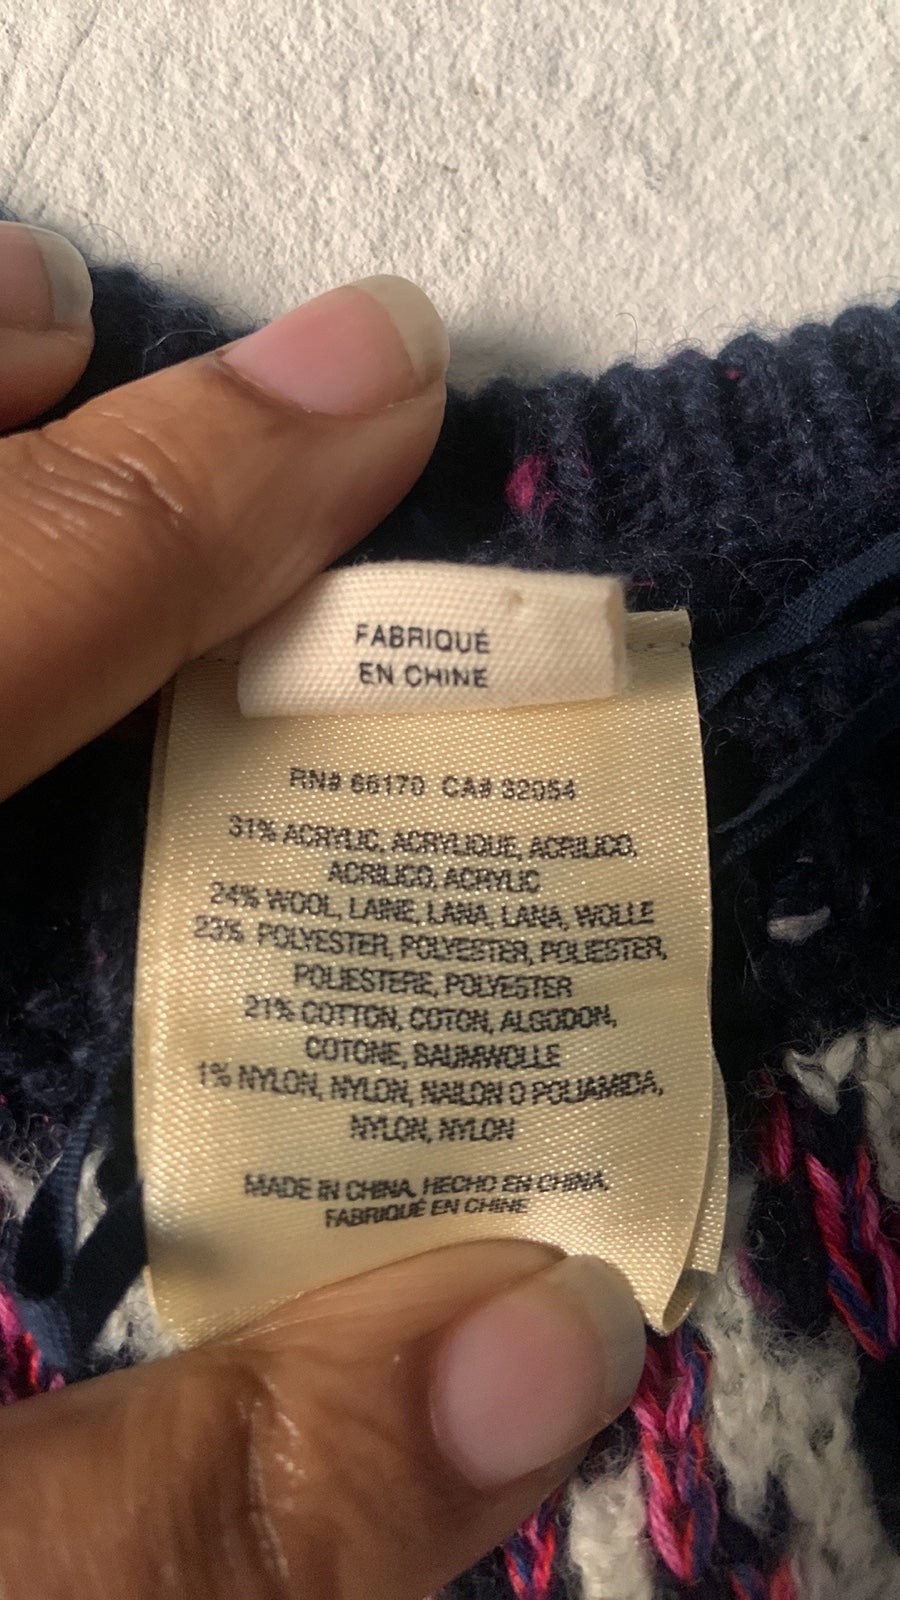 FABRIQUÉ
EN CHINE
RN# 66170 CA# 32054
31% ACRYLIC, ACRYLIQUE, ACRILICO,
ACRILICO, ACRYLIC
24% WOOL, LAINE, LANA, LANA, WOLLE
23% POLYESTER, POLYESTER, POLIESTER,
POLIESTERE, POLYESTER
21% COTTON, COTON, ALGODON,
COTONE, BAUMWOLLE
1% NYLON, NYLON, NAILON O POLIAMIDA,
NYLON, NYLON
MADE IN CHINA, HECHO EN CHINA,
FABRIQUÉ EN CHINE